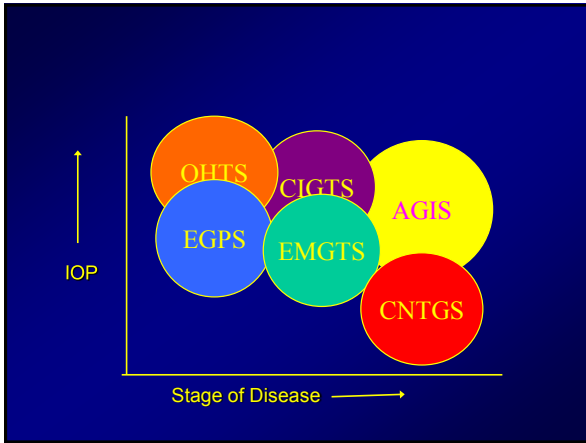 OHTS
CIGTS
AGIS
EGPS
EMGTS
IOP
CNTGS
Stage of Disease